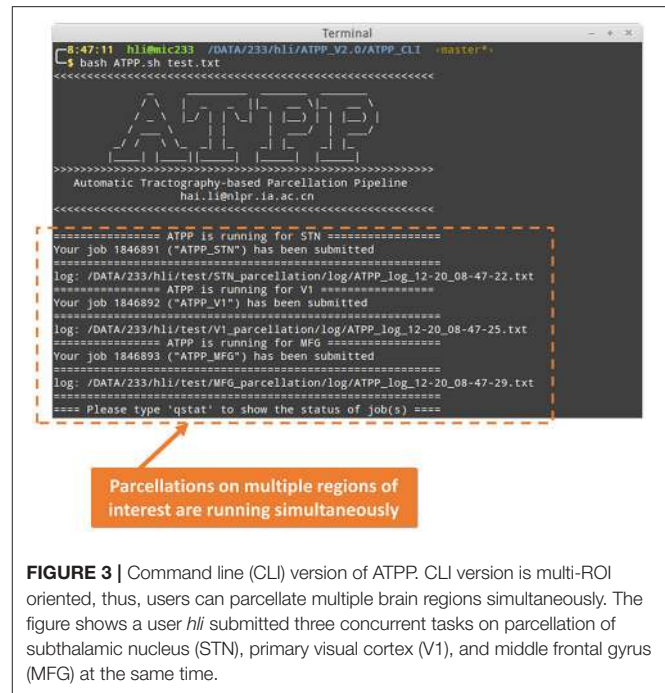 Terminal
8:47:11 hli@mic233 /DATA/233/hli/ATPP_V2.0/ATPP_CLI ‹master*›
$ bash ATPP.sh test.txt
<<<<<<<<<<<<<<<<<<<<<<<<<<<<<<<<<<<<<<<<<<<<<<<<<<<<<<<<<
ATPP
>>>>>>>>>>>>>>>>>>>>>>>>>>>>>>>>>>>>>>>>>>>>>>>>>>>>>>>>>
Automatic Tractography-based Parcellation Pipeline
hai.li@nlpr.ia.ac.cn
<<<<<<<<<<<<<<<<<<<<<<<<<<<<<<<<<<<<<<<<<<<<<<<<<<<<<<<<<
================ ATPP is running for STN =================
Your job 1846891 ("ATPP_STN") has been submitted
==========================================================
log: /DATA/233/hli/test/STN_parcellation/log/ATPP_log_12-20_08-47-22.txt
================ ATPP is running for V1 =================
Your job 1846892 ("ATPP_V1") has been submitted
==========================================================
log: /DATA/233/hli/test/V1_parcellation/log/ATPP_log_12-20_08-47-25.txt
================ ATPP is running for MFG =================
Your job 1846893 ("ATPP_MFG") has been submitted
==========================================================
log: /DATA/233/hli/test/MFG_parcellation/log/ATPP_log_12-20_08-47-29.txt
==========================================================
==== Please type 'qstat' to show the status of job(s) ====
Parcellations on multiple regions of
interest are running simultaneously
FIGURE 3 | Command line (CLI) version of ATPP. CLI version is multi-ROI
oriented, thus, users can parcellate multiple brain regions simultaneously. The
figure shows a user hli submitted three concurrent tasks on parcellation of
subthalamic nucleus (STN), primary visual cortex (V1), and middle frontal gyrus
(MFG) at the same time.